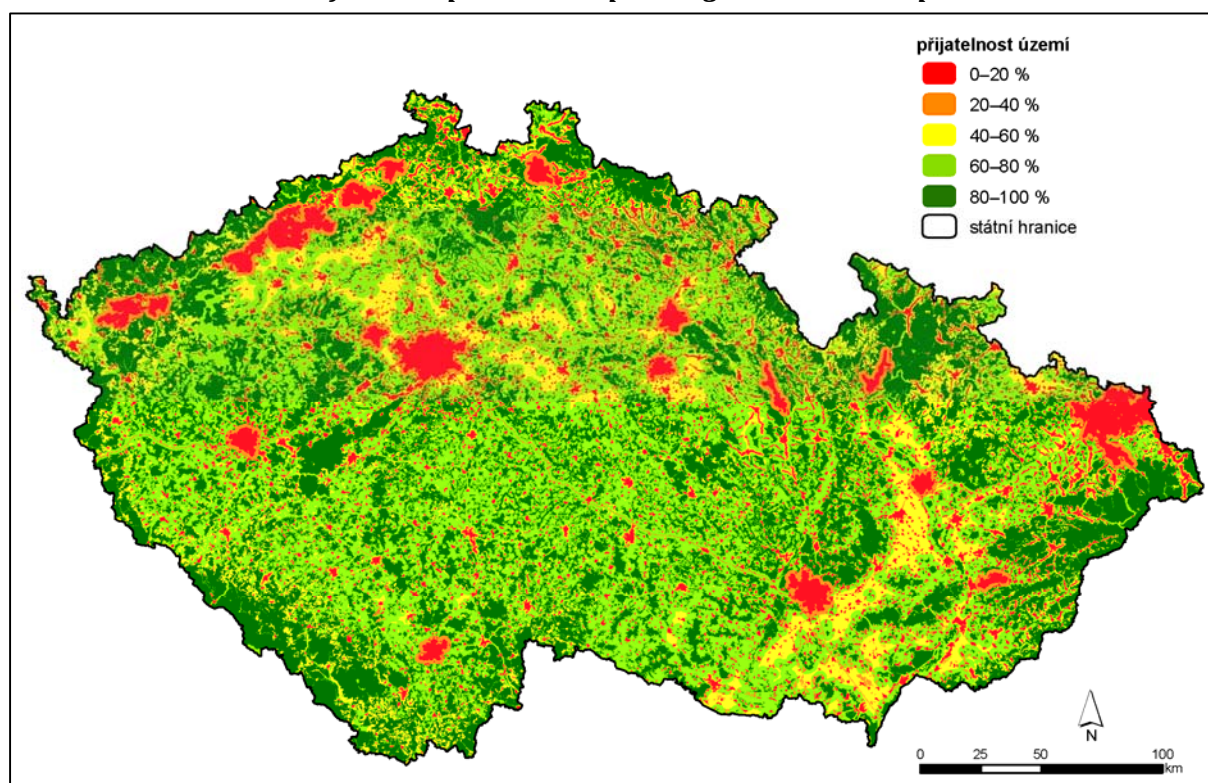 přijatelnost území
0–20 %
20–40 %
40–60 %
60–80 %
80–100 %
státní hranice
N
0 25 50 100
km